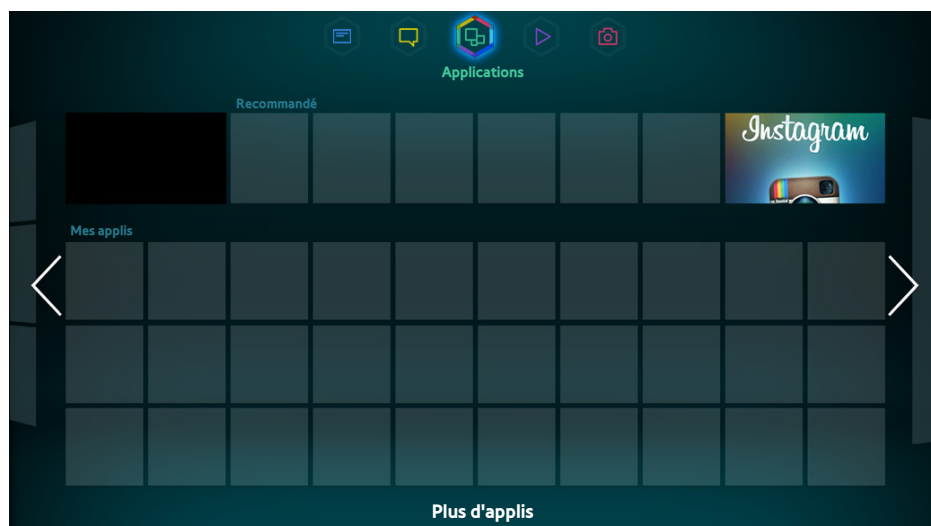 Applications
Recommandé
Instagram
Mes applis
Plus d'applis